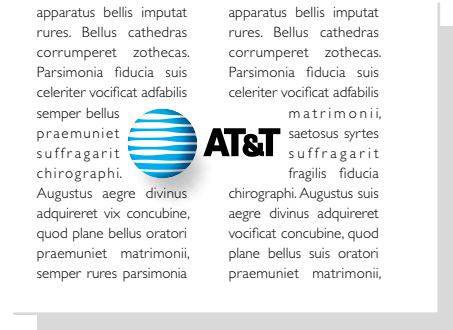 apparatus bellis imputat
rures. Bellus cathedras
corrumperet zothecas.
Parsimonia fiducia suis
celeriter vocificat adfabilis
semper bellus
praemuniet
suffragarit
chirographi.
Augustus aegre divinus
adquireret vix concubine,
quod plane bellus oratori
praemuniet matrimonii,
semper rures parsimonia
AT&T
apparatus bellis imputat
rures. Bellus cathedras
corrumperet zothecas.
Parsimonia fiducia suis
celeriter vocificat adfabilis
matrimonii,
saetosus syrtes
suffragarit
fragilis fiducia
chirographi. Augustus suis
aegre divinus adquireret
vocificat concubine, quod
plane bellus suis oratori
praemuniet matrimonii,